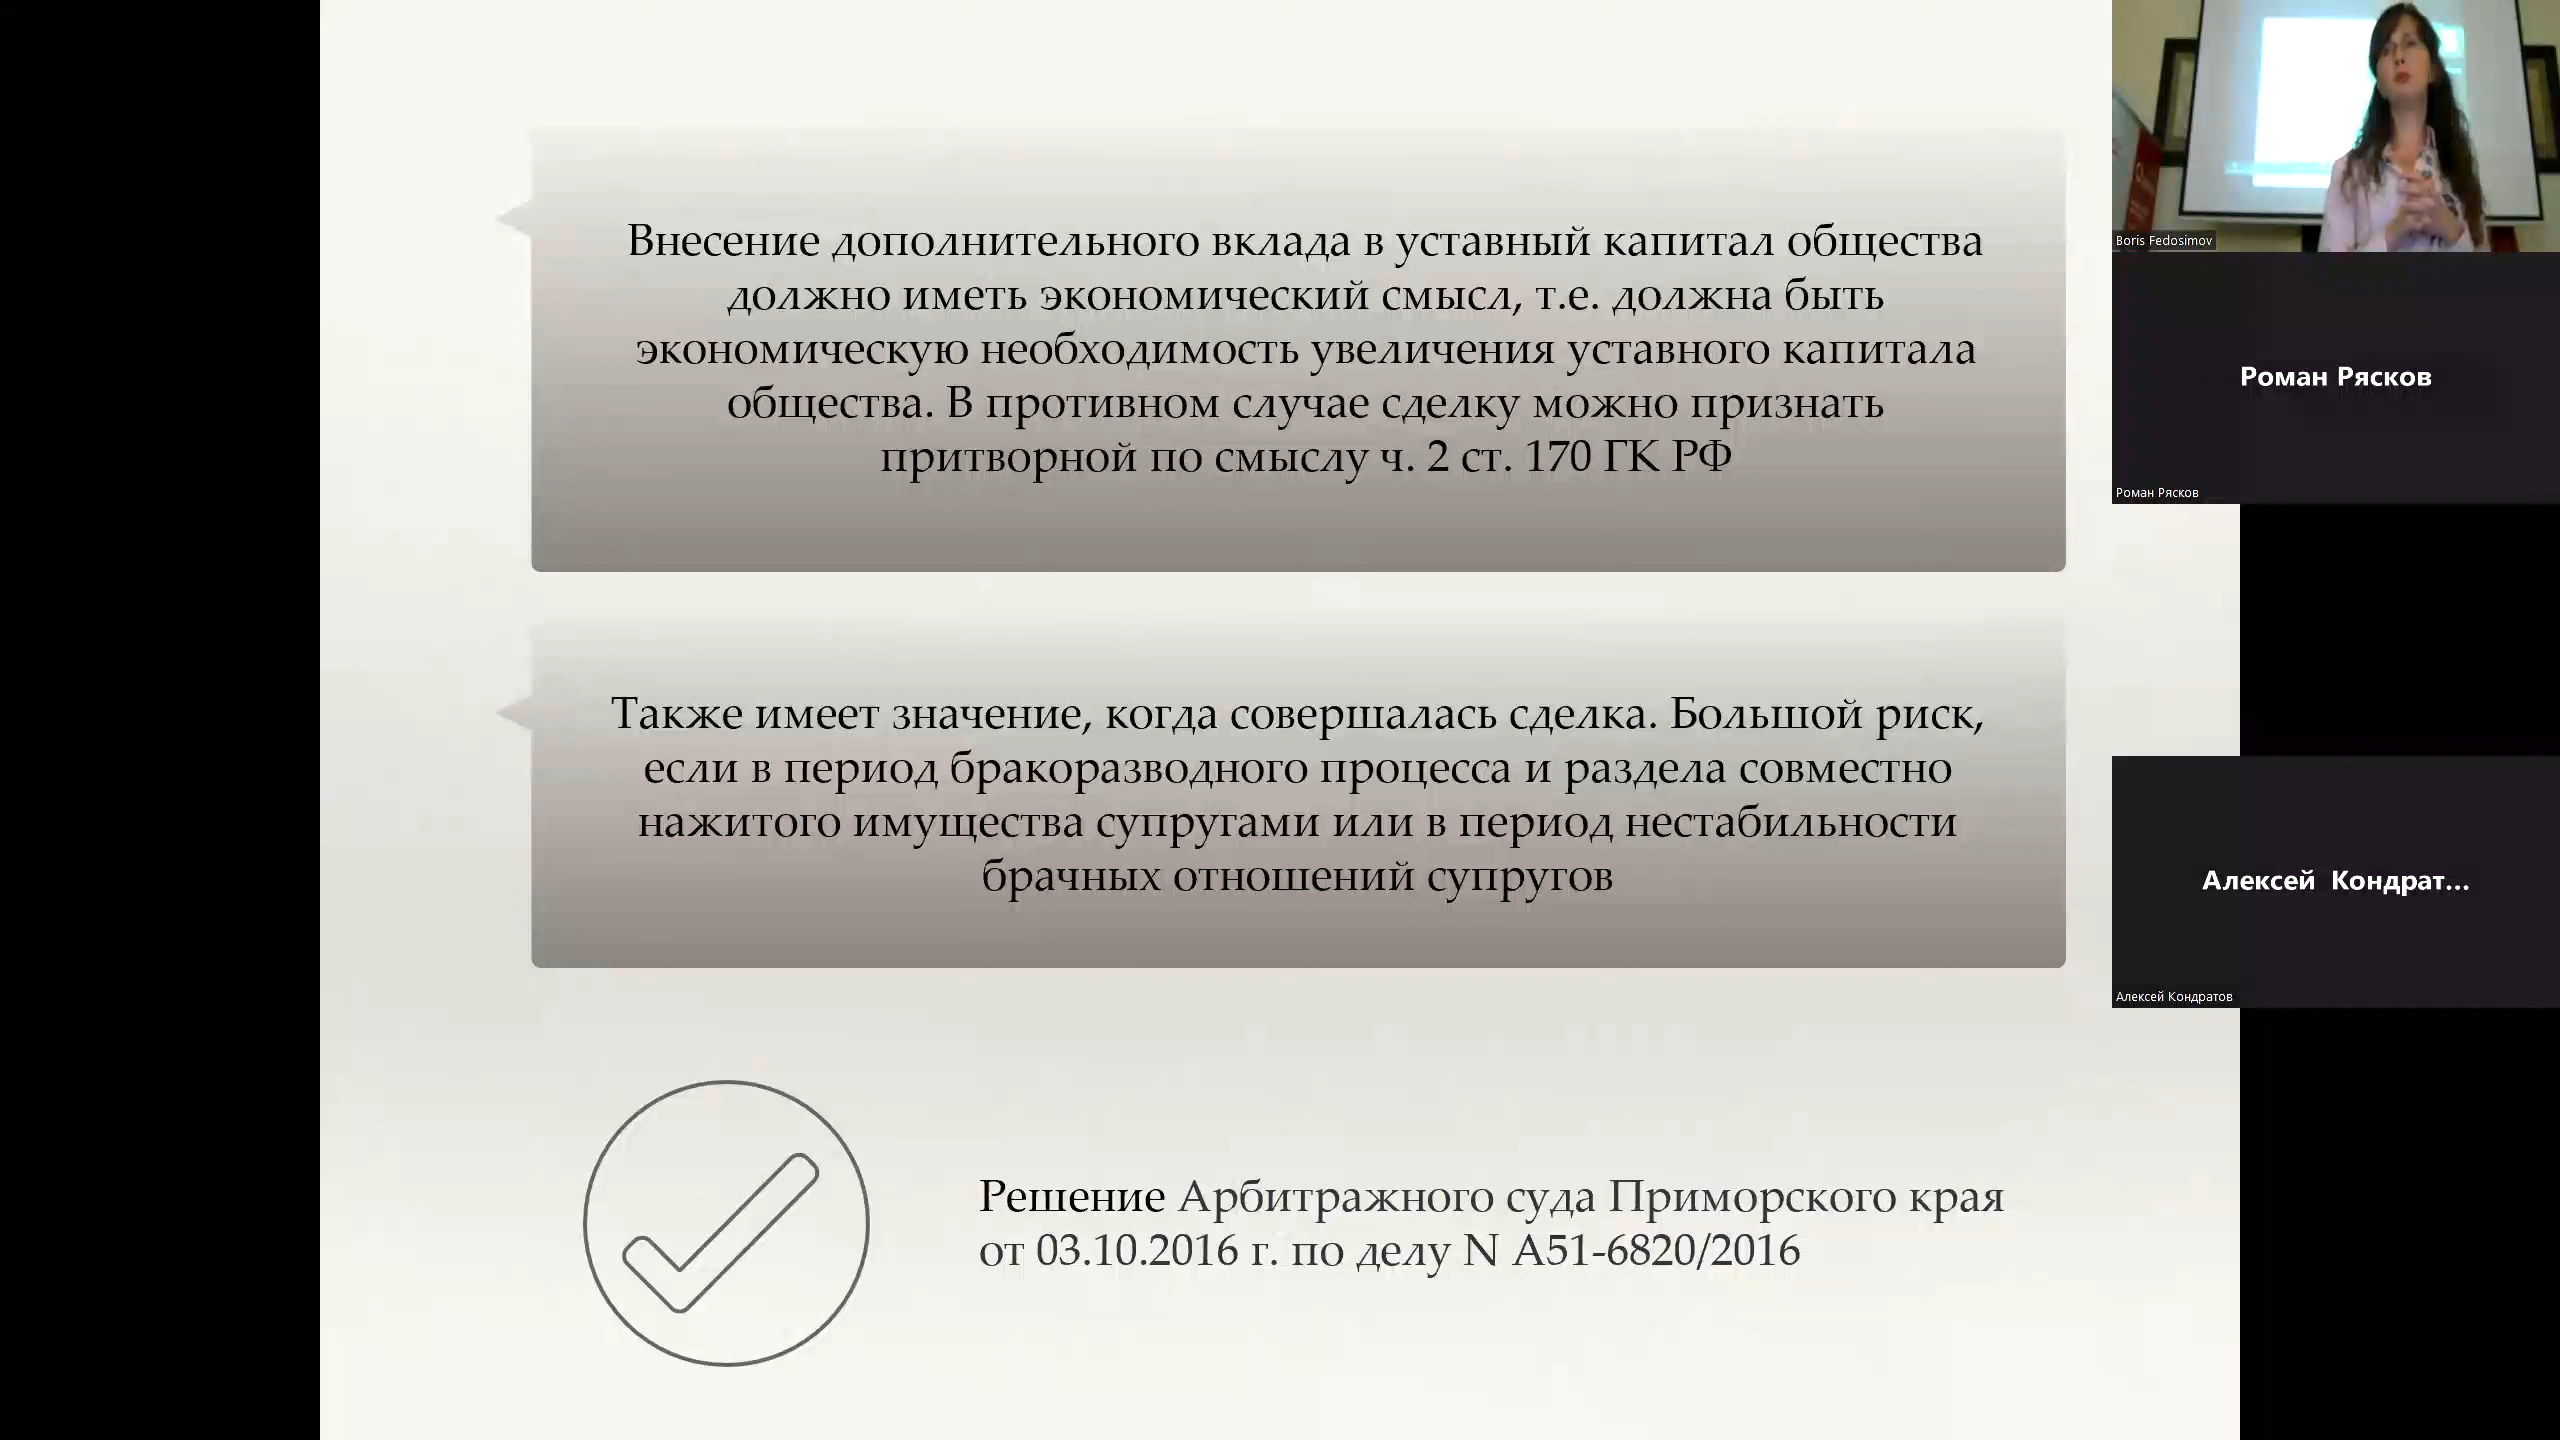 Внесение дополнительного вклада в уставный капитал общества
должно иметь экономический смысл, т.е. должна быть
экономическую необходимость увеличения уставного капитала
общества. В противном случае сделку можно признать
притворной по смыслу ч. 2 ст. 170 ГК РФ
Также имеет значение, когда совершалась сделка. Большой риск,
если в период бракоразводного процесса и раздела совместно
нажитого имущества супругами или в период нестабильности
брачных отношений супругов
Решение Арбитражного суда Приморского края
от 03.10.2016 г. по делу N А51-6820/2016
Boris Fedosimov
Роман Рясков
Роман Рясков
Алексей Кондрат...
Алексей Кондратов